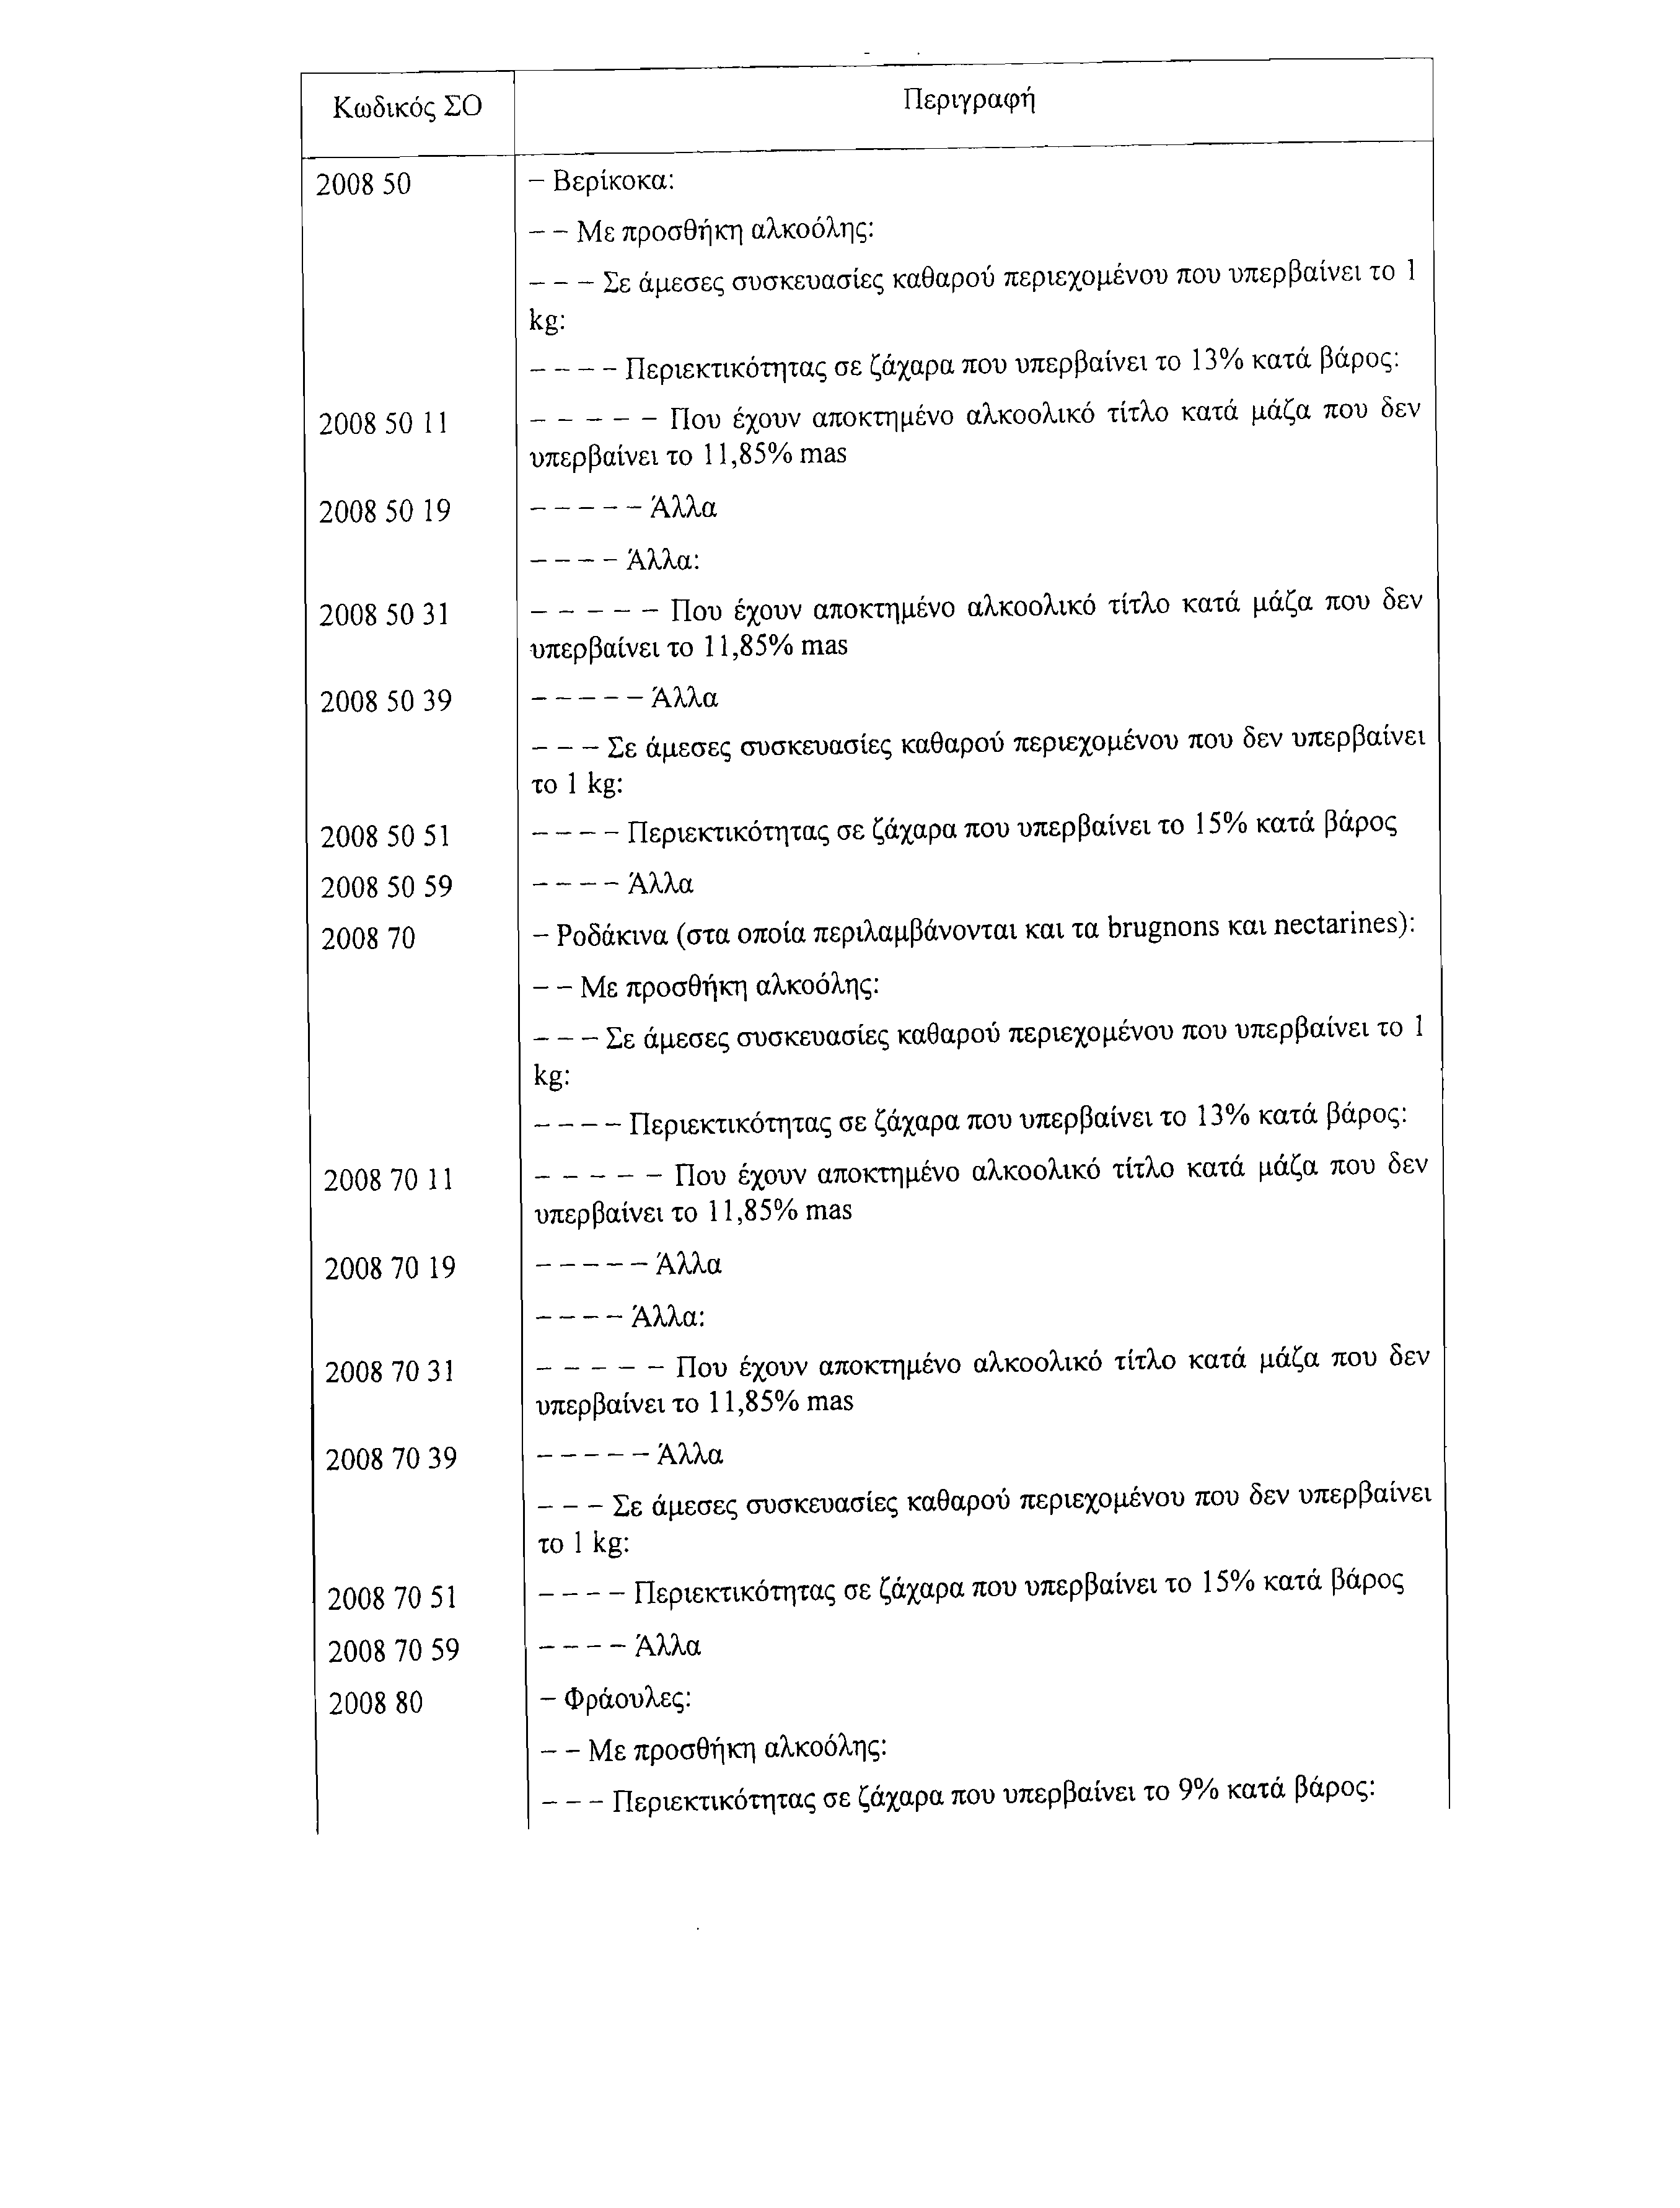 Κωδικός ΣΟ Περιγραφή
2008 50 – Βερίκοκα:
– – Με προσθήκη αλκοόλης:
– – – Σε άμεσες συσκευασίες καθαρού περιεχομένου που υπερβαίνει το 1
kg:
– – – – Περιεκτικότητας σε ζάχαρα που υπερβαίνει το 13% κατά βάρος:
2008 50 11 – – – – – Που έχουν αποκτημένο αλκοολικό τίτλο κατά μάζα που δεν
υπερβαίνει το 11,85% mas
2008 50 19 – – – – – Άλλα
– – – – Άλλα:
2008 50 31 – – – – – Που έχουν αποκτημένο αλκοολικό τίτλο κατά μάζα που δεν
υπερβαίνει το 11,85% mas
2008 50 39 – – – – – Άλλα
– – – Σε άμεσες συσκευασίες καθαρού περιεχομένου που δεν υπερβαίνει
το 1 kg:
2008 50 51 – – – – Περιεκτικότητας σε ζάχαρα που υπερβαίνει το 15% κατά βάρος
2008 50 59 – – – – Άλλα
2008 70 – Ροδάκινα (στα οποία περιλαμβάνονται και τα brugnons και nectarines):
– – Με προσθήκη αλκοόλης:
– – – Σε άμεσες συσκευασίες καθαρού περιεχομένου που υπερβαίνει το 1
kg:
– – – – Περιεκτικότητας σε ζάχαρα που υπερβαίνει το 13% κατά βάρος:
2008 70 11 – – – – – Που έχουν αποκτημένο αλκοολικό τίτλο κατά μάζα που δεν
υπερβαίνει το 11,85% mas
2008 70 19 – – – – – Άλλα
– – – – Άλλα:
2008 70 31 – – – – – Που έχουν αποκτημένο αλκοολικό τίτλο κατά μάζα που δεν
υπερβαίνει το 11,85% mas
2008 70 39 – – – – – Άλλα
– – – Σε άμεσες συσκευασίες καθαρού περιεχομένου που δεν υπερβαίνει
το 1 kg:
2008 70 51 – – – – Περιεκτικότητας σε ζάχαρα που υπερβαίνει το 15% κατά βάρος
2008 70 59 – – – – Άλλα
2008 80 – Φράουλες:
– – Με προσθήκη αλκοόλης:
– – – Περιεκτικότητας σε ζάχαρα που υπερβαίνει το 9% κατά βάρος: